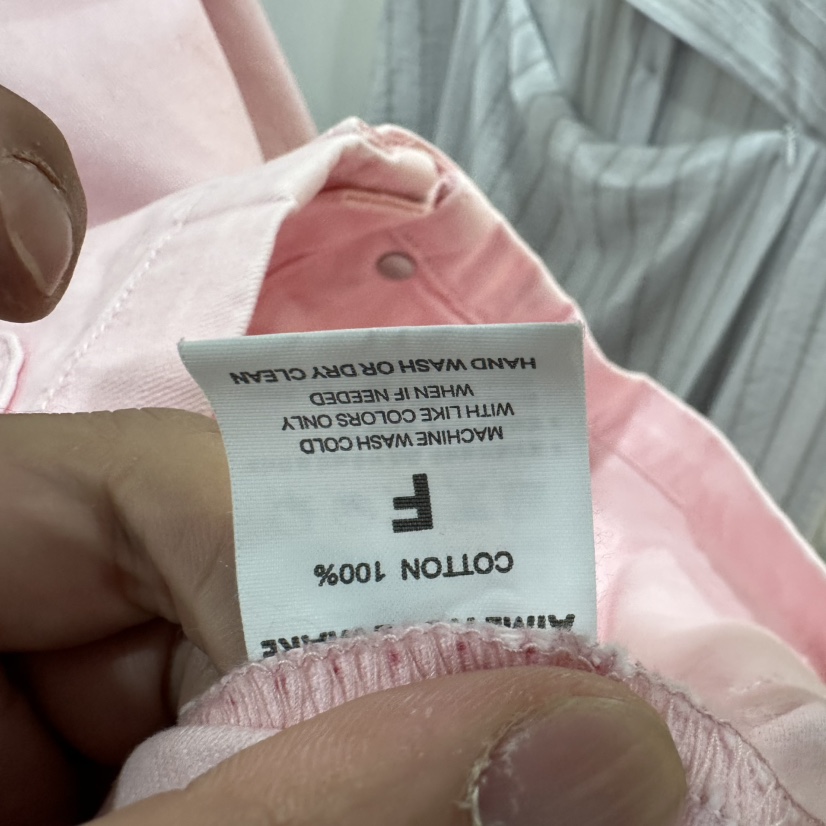 COTTON 100%
F
MACHINE WASH COLD
WITH LIKE COLORS ONLY
WHEN IF NEEDED
HAND WASH OR DRY CLEAN